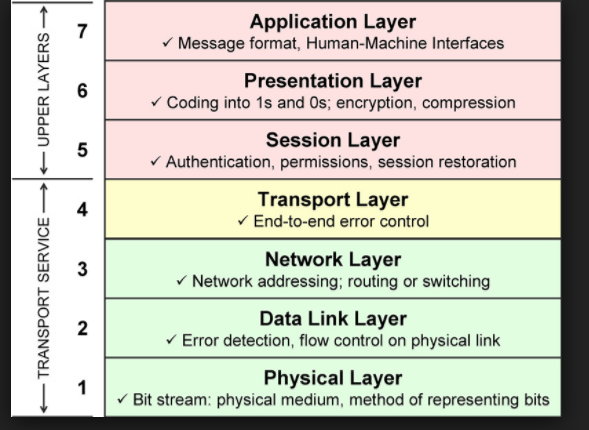 UPPER LAYERS
7
Application Layer
✓ Message format, Human-Machine Interfaces
6
Presentation Layer
✓ Coding into 1s and 0s; encryption, compression
5
Session Layer
✓ Authentication, permissions, session restoration
TRANSPORT SERVICE
4
Transport Layer
✓ End-to-end error control
3
Network Layer
✓ Network addressing; routing or switching
2
Data Link Layer
✓ Error detection, flow control on physical link
1
Physical Layer
✓ Bit stream: physical medium, method of representing bits